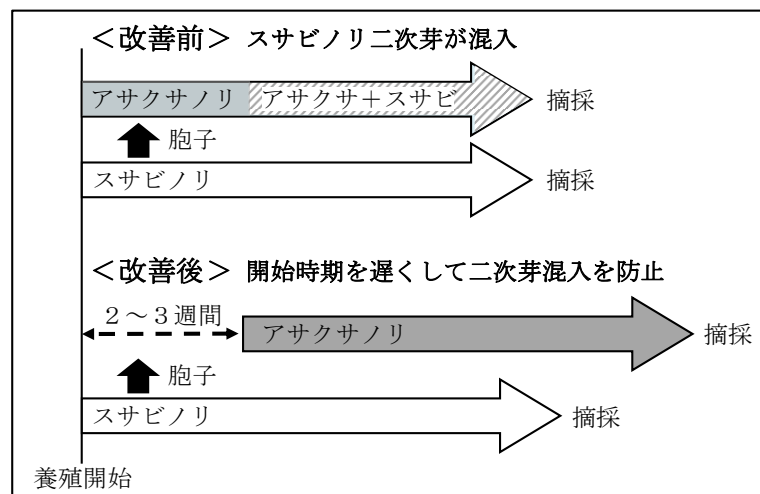 ＜改善前＞ スサビノリ二次芽が混入
アサクサノリ アサクサ＋スサビ 摘採
胞子
スサビノリ 摘採
＜改善後＞ 開始時期を遅くして二次芽混入を防止
２～３週間
アサクサノリ 摘採
胞子
スサビノリ 摘採
養殖開始